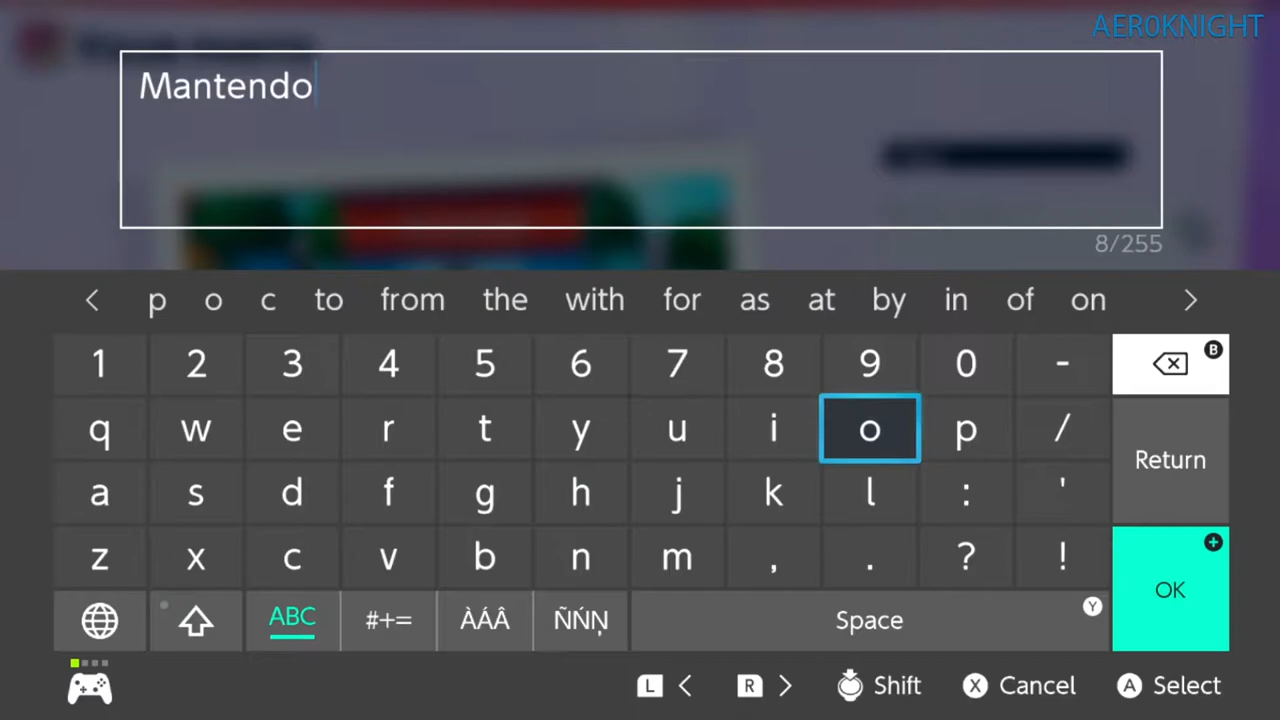 AER0KNIGHT
Mantendo
8/255
< p o c to from the with for as at by in of on >
1 2 3 4 5 6 7 8 9 0 - B
q w e r t y u i o p / Return
a s d f g h j k l : '
z x c v b n m , . ? ! OK +
ABC #+= ÀÁÂ ÑŃŅ Space Y
L < R > Shift X Cancel A Select